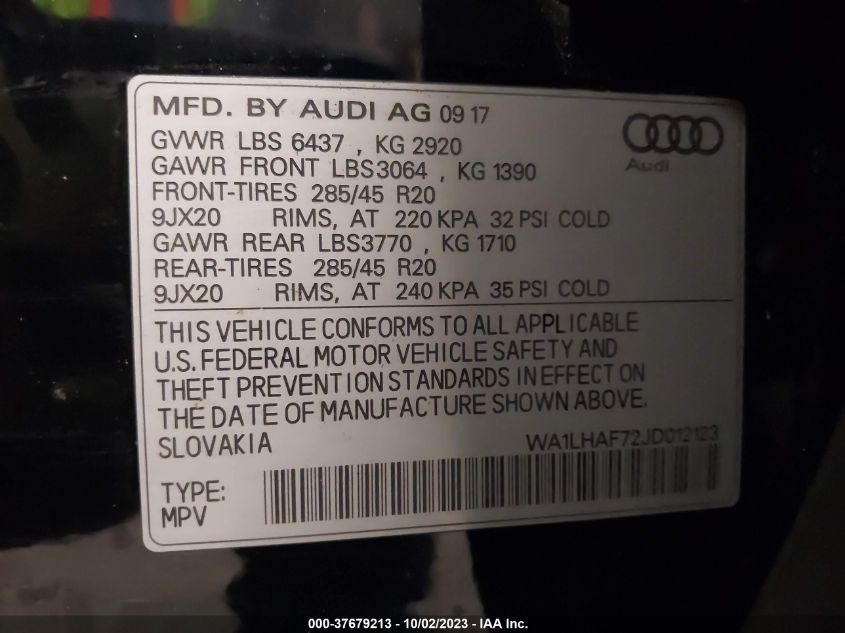 MFD. BY AUDI AG 09 17
GVWR LBS 6437 , KG 2920
GAWR FRONT LBS3064 , KG 1390
FRONT-TIRES 285/45 R20
9JX20 RIMS, AT 220 KPA 32 PSI COLD
GAWR REAR LBS3770 , KG 1710
REAR-TIRES 285/45 R20
9JX20 RIMS, AT 240 KPA 35 PSI COLD
Audi
THIS VEHICLE CONFORMS TO ALL APPLICABLE
U.S. FEDERAL MOTOR VEHICLE SAFETY AND
THEFT PREVENTION STANDARDS IN EFFECT ON
THE DATE OF MANUFACTURE SHOWN ABOVE.
SLOVAKIA WA1LHAF72JD012123
TYPE:
MPV
000-37679213 - 10/02/2023 - IAA Inc.